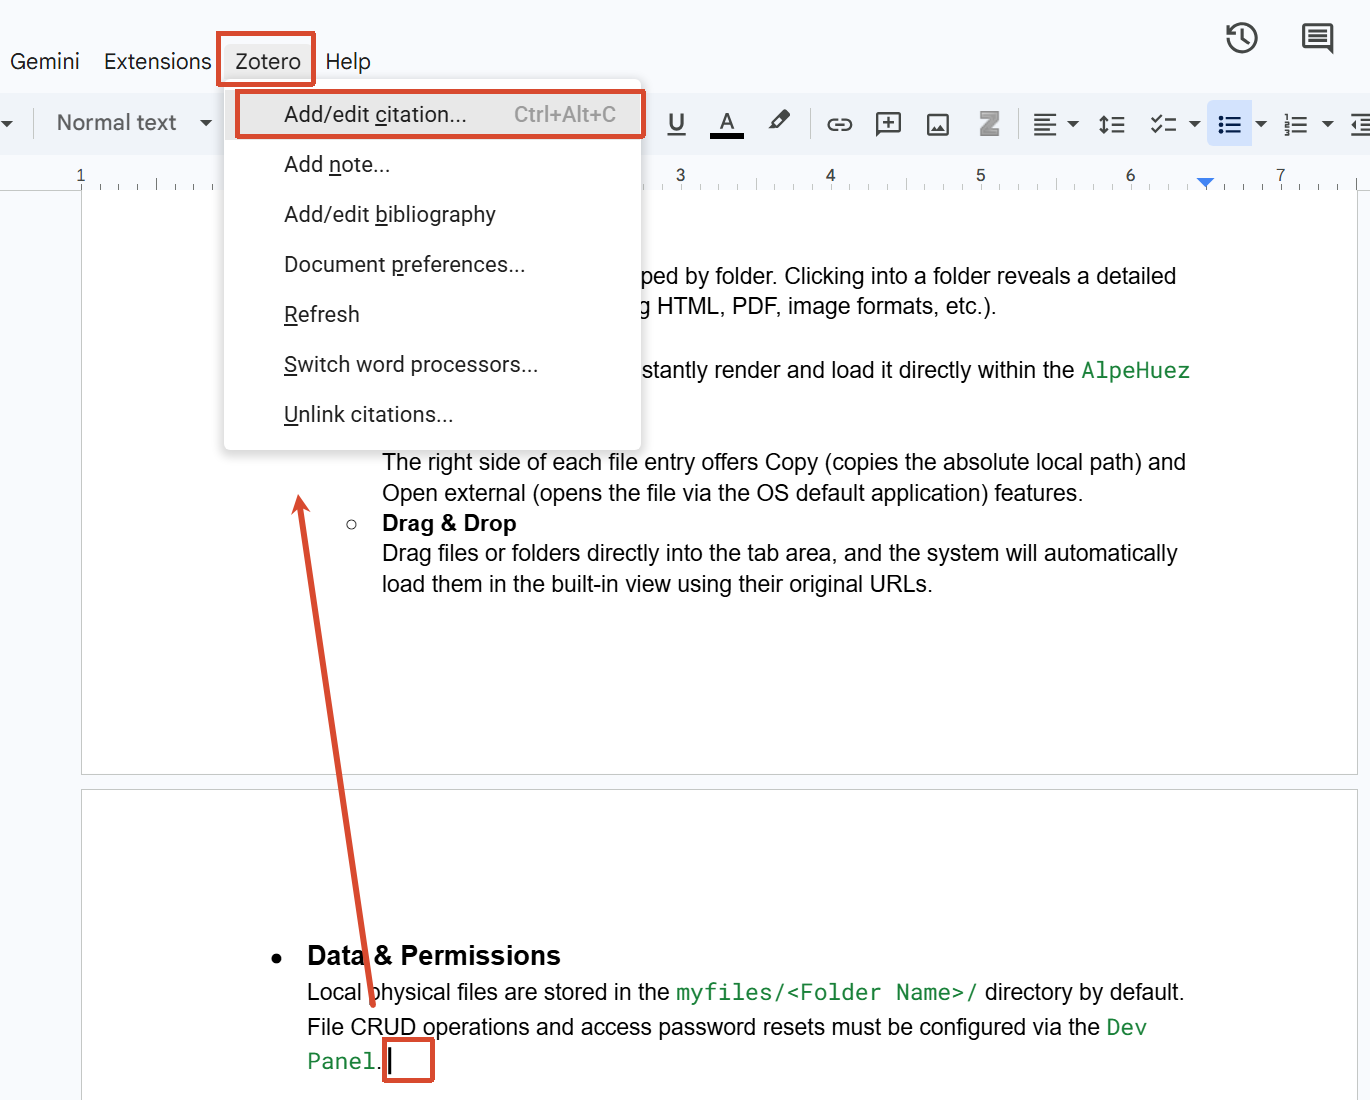 Gemini Extensions Zotero Help
Normal text
Add/edit citation... Ctrl+Alt+C
Add note...
Add/edit bibliography
Document preferences...
Refresh
Switch word processors...
Unlink citations...
1 3 4 5 6 7
ped by folder. Clicking into a folder reveals a detailed
g HTML, PDF, image formats, etc.).
stantly render and load it directly within the AlpeHuez
The right side of each file entry offers Copy (copies the absolute local path) and
Open external (opens the file via the OS default application) features.
Drag & Drop
Drag files or folders directly into the tab area, and the system will automatically
load them in the built-in view using their original URLs.
Data & Permissions
Local physical files are stored in the myfiles/<Folder Name>/ directory by default.
File CRUD operations and access password resets must be configured via the Dev
Panel.